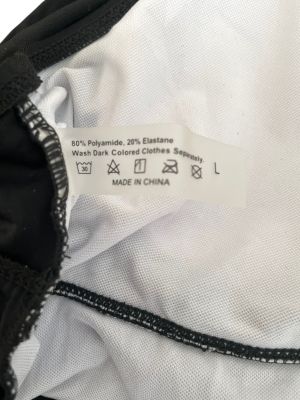 80% Polyamide, 20% Elastane
Wash Dark Colored Clothes Separately.
30 L
MADE IN CHINA